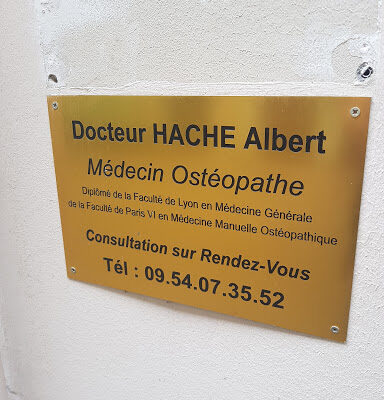 Docteur HACHE Albert
Médecin Ostéopathe
Diplômé de la Faculté de Lyon en Médecine Générale
de la Faculté de Paris VI en Médecine Manuelle Ostéopathique
Consultation sur Rendez-Vous
Tél : 09.54.07.35.52